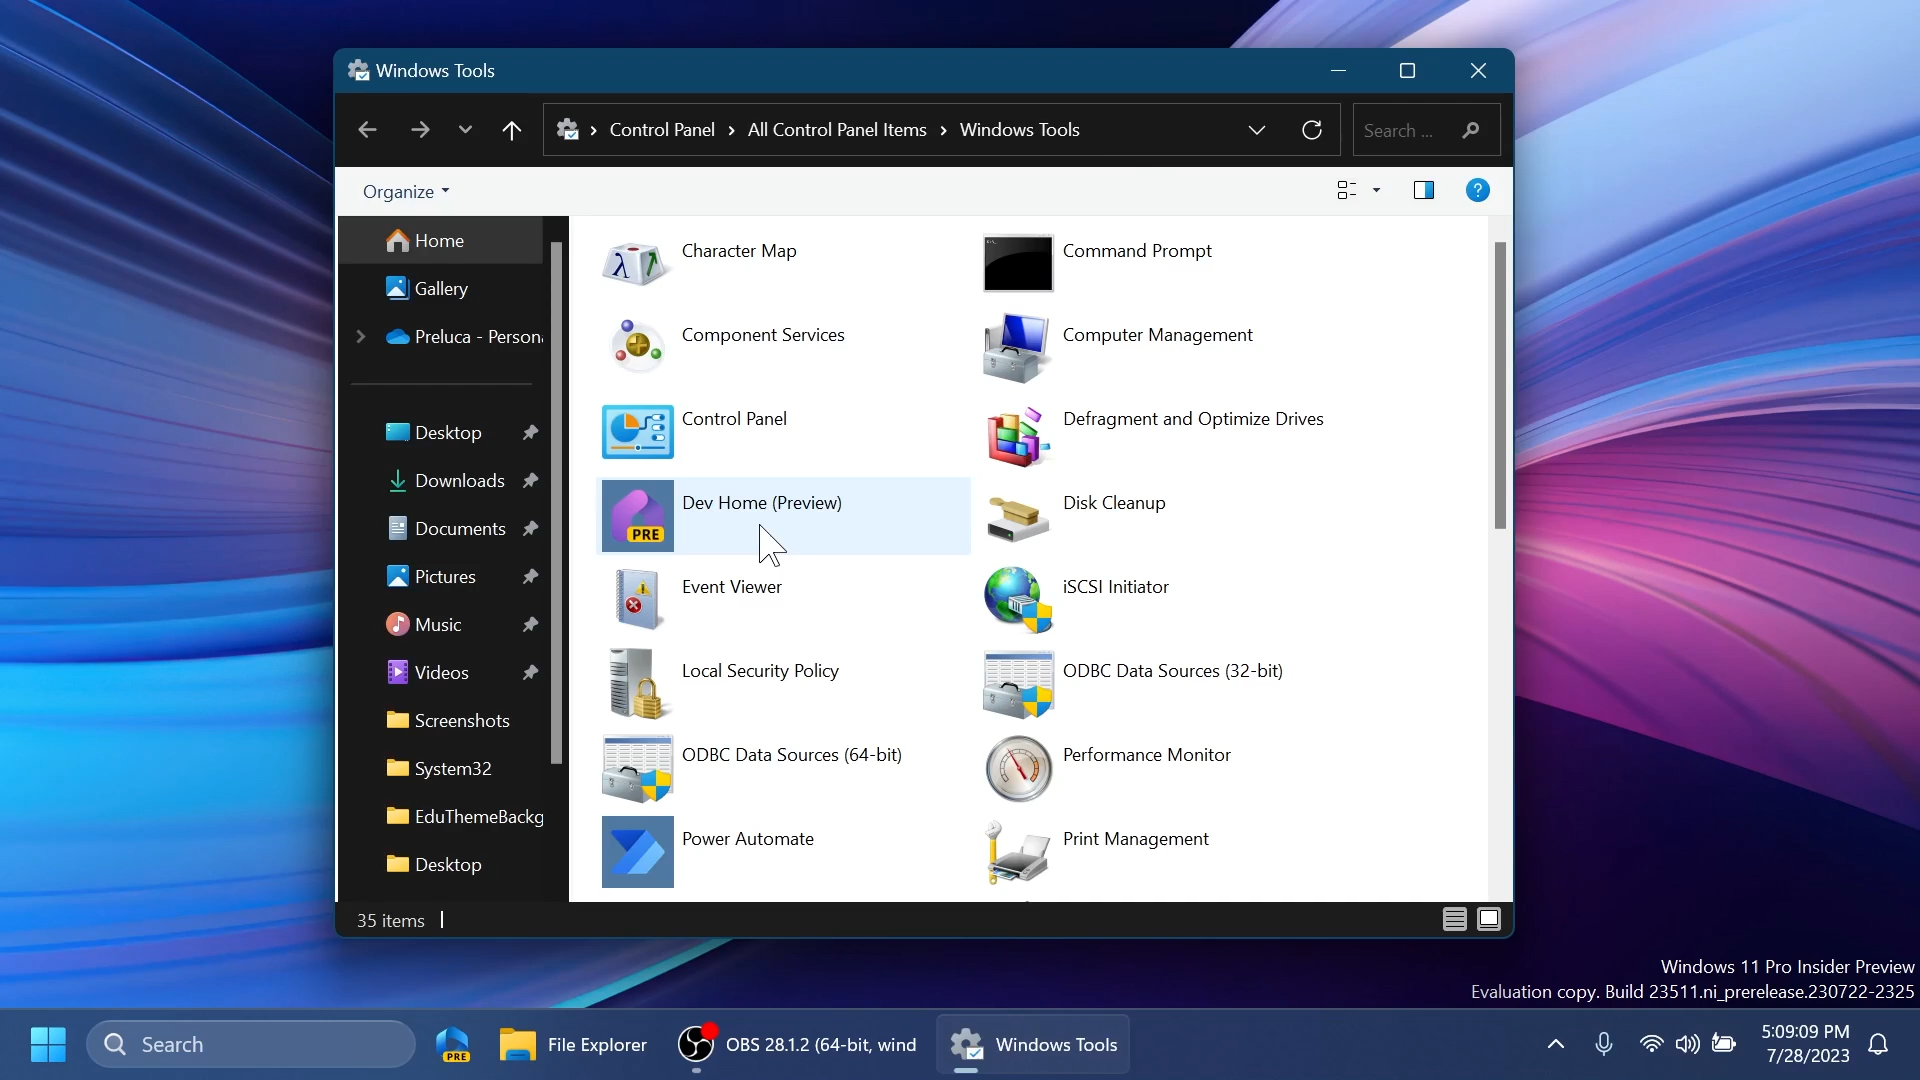 Windows Tools
Control Panel
All Control Panel Items
Windows Tools
Search ...
Organize
Home
Gallery
Preluca - Persona
Desktop
Downloads
Documents
Pictures
Music
Videos
Screenshots
System32
EduThemeBackg
Desktop
Character Map
Command Prompt
Component Services
Computer Management
Control Panel
Defragment and Optimize Drives
Dev Home (Preview)
PRE
Disk Cleanup
Event Viewer
iSCSI Initiator
Local Security Policy
ODBC Data Sources (32-bit)
ODBC Data Sources (64-bit)
Performance Monitor
Power Automate
Print Management
35 items
Windows 11 Pro Insider Preview
Evaluation copy. Build 23511.ni_prerelease.230722-2325
Search
PRE
File Explorer
OBS 28.1.2 (64-bit, wind
Windows Tools
5:09:09 PM
7/28/2023